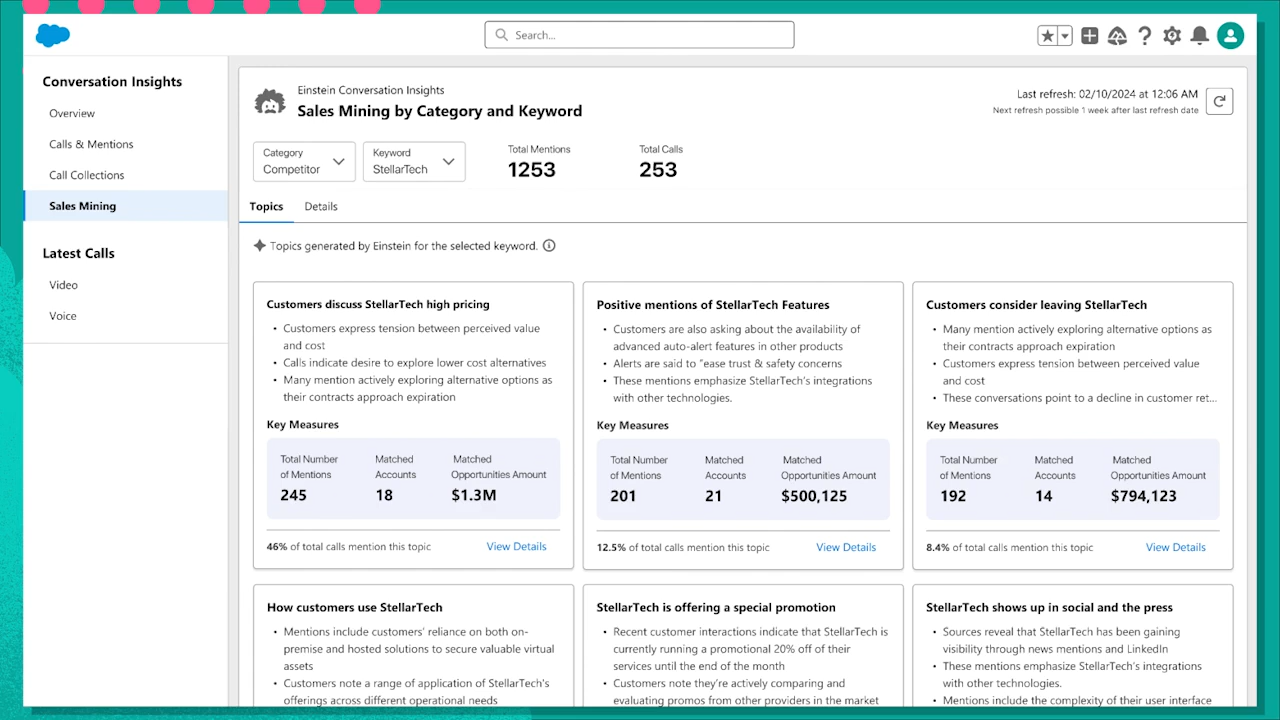 Search...
Conversation Insights
Overview
Calls & Mentions
Call Collections
Sales Mining
Latest Calls
Video
Voice
Einstein Conversation Insights
Sales Mining by Category and Keyword
Last refresh: 02/10/2024 at 12:06 AM
Next refresh possible 1 week after last refresh date
Category
Competitor
Keyword
StellarTech
Total Mentions
1253
Total Calls
253
Topics
Details
Topics generated by Einstein for the selected keyword.
Customers discuss StellarTech high pricing
• Customers express tension between perceived value
and cost
• Calls indicate desire to explore lower cost alternatives
• Many mention actively exploring alternative options as
their contracts approach expiration
Key Measures
Total Number
of Mentions
245
Matched
Accounts
18
Matched
Opportunities Amount
$1.3M
46% of total calls mention this topic
View Details
Positive mentions of StellarTech Features
• Customers are also asking about the availability of
advanced auto-alert features in other products
• Alerts are said to "ease trust & safety concerns
• These mentions emphasize StellarTech's integrations
with other technologies.
Key Measures
Total Number
of Mentions
201
Matched
Accounts
21
Matched
Opportunities Amount
$500,125
12.5% of total calls mention this topic
View Details
Customers consider leaving StellarTech
• Many mention actively exploring alternative options as
their contracts approach expiration
• Customers express tension between perceived value
and cost
• These conversations point to a decline in customer ret...
Key Measures
Total Number
of Mentions
192
Matched
Accounts
14
Matched
Opportunities Amount
$794,123
8.4% of total calls mention this topic
View Details
How customers use StellarTech
• Mentions include customers' reliance on both on-
premise and hosted solutions to secure valuable virtual
assets
• Customers note a range of application of StellarTech's
offerings across different operational needs
StellarTech is offering a special promotion
• Recent customer interactions indicate that StellarTech is
currently running a promotional 20% off of their
services until the end of the month
• Customers note they're actively comparing and
evaluating promos from other providers in the market
StellarTech shows up in social and the press
• Sources reveal that StellarTech has been gaining
visibility through news mentions and LinkedIn
• These mentions emphasize StellarTech's integrations
with other technologies.
• Mentions include the complexity of their user interface